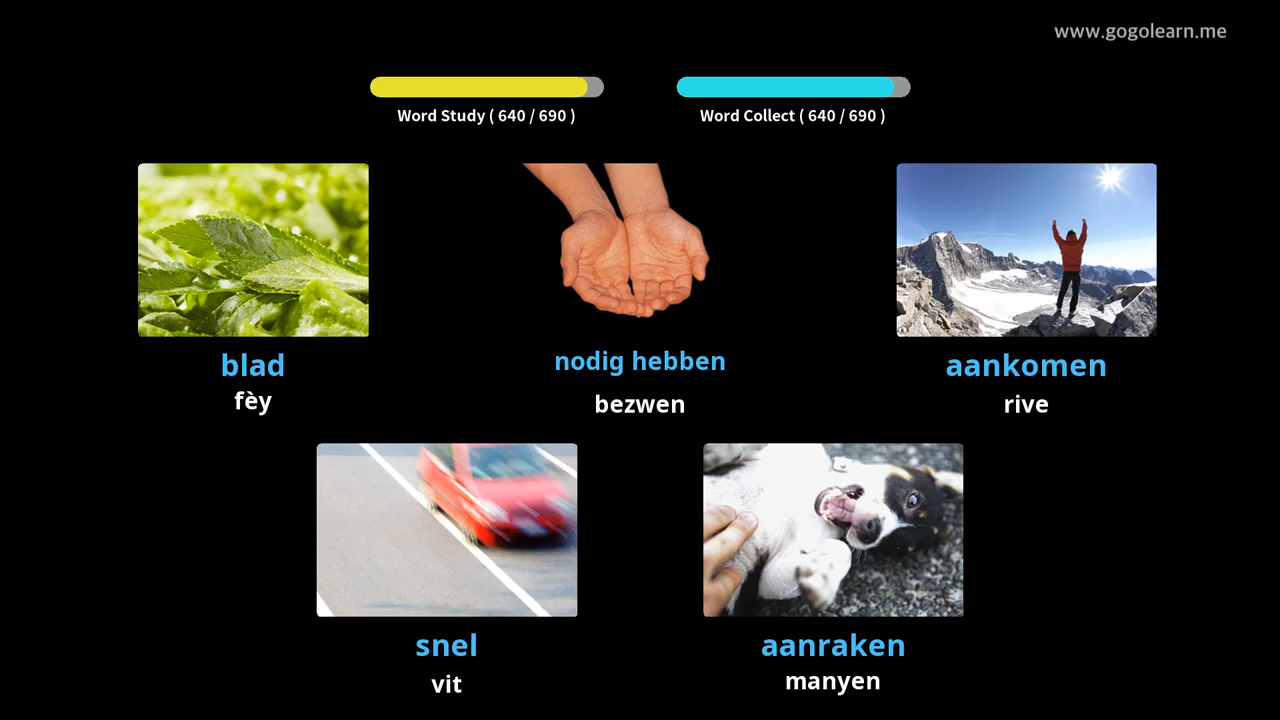 www.gogolearn.me
Word Study ( 640 / 690 )
Word Collect ( 640 / 690 )
blad
fèy
nodig hebben
bezwen
aankomen
rive
snel
vit
aanraken
manyen